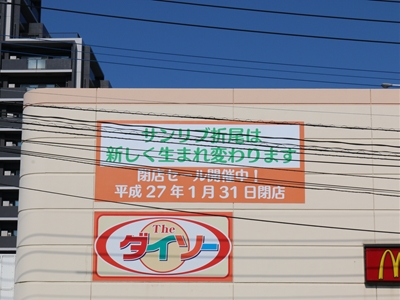 サンリブ折尾は
新しく生まれ変わります
閉店セール開催中！
平成27年1月31日閉店
The
ダイソー
M